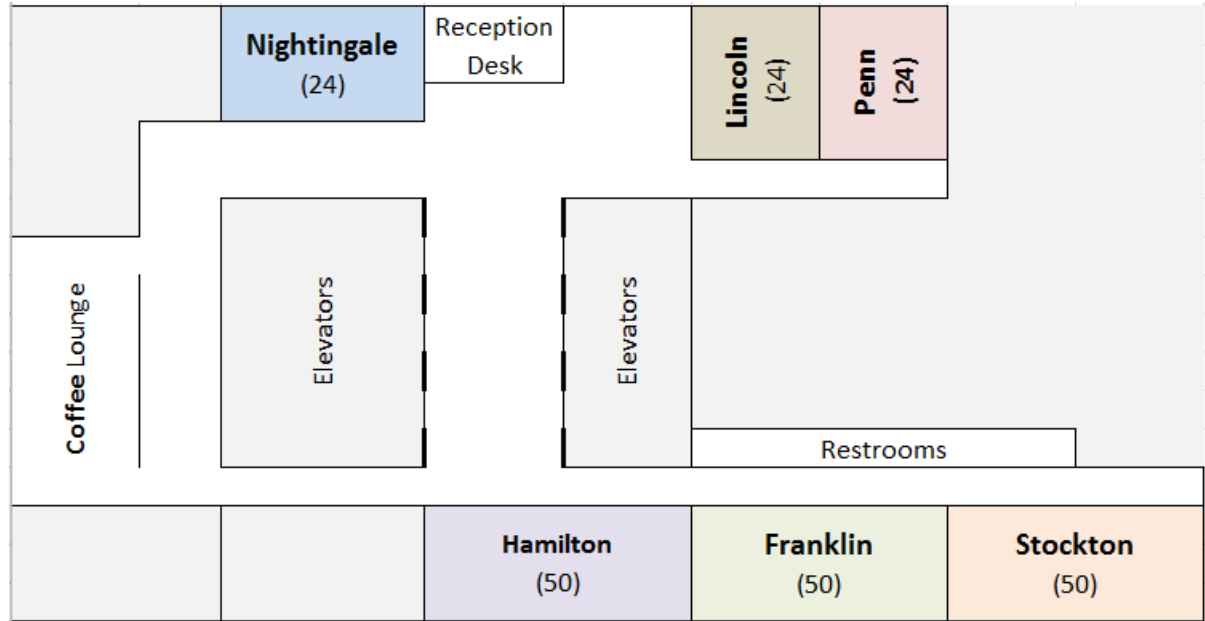 Nightingale
(24)
Reception
Desk
Lincoln
(24)
Penn
(24)
Coffee Lounge
Elevators
Elevators
Restrooms
Hamilton
(50)
Franklin
(50)
Stockton
(50)